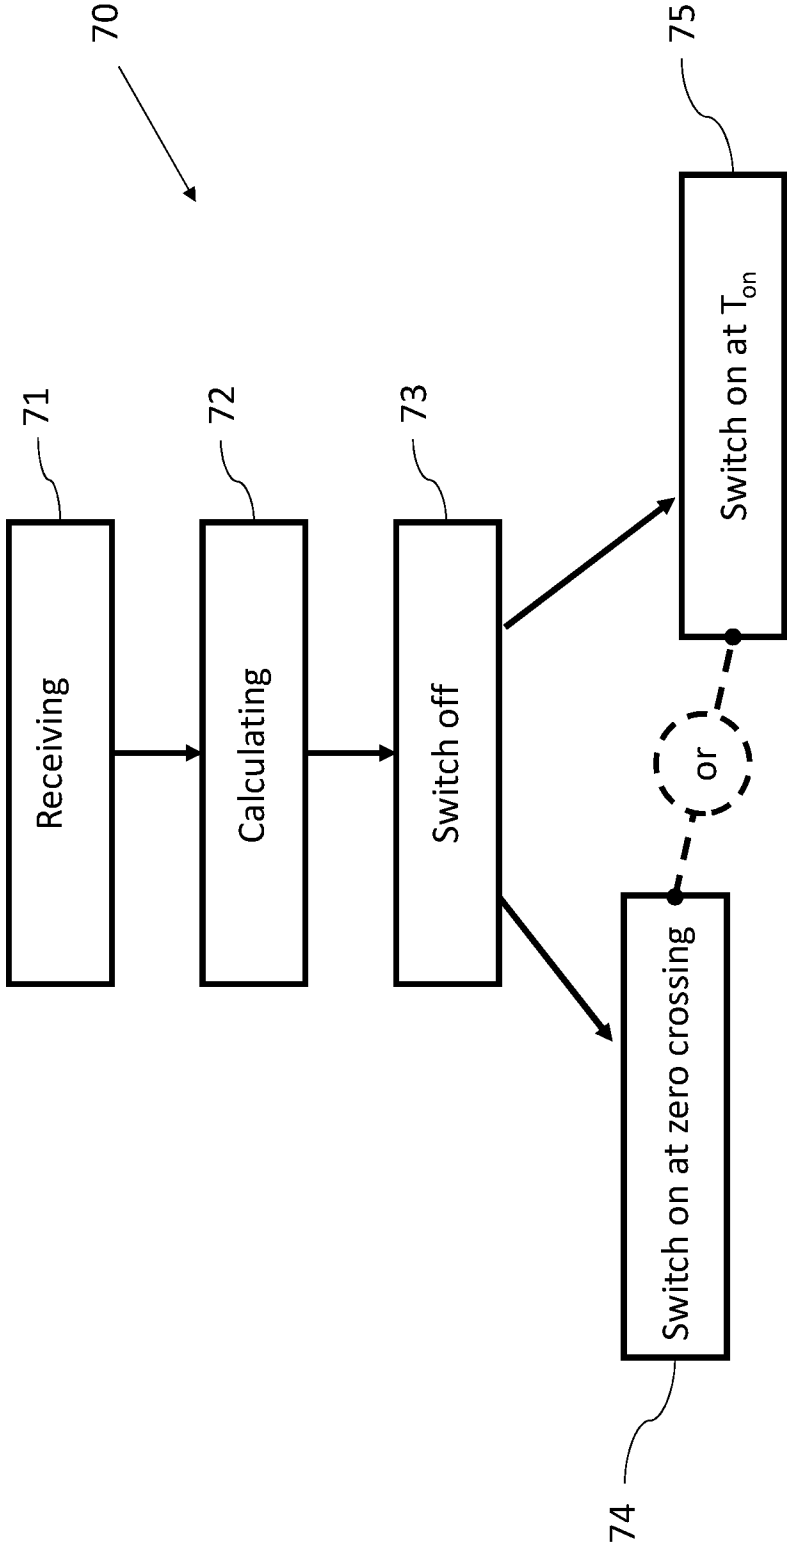 70
Receiving
71
Calculating
72
Switch off
73
Switch on at zero crossing
74
or
Switch on at Ton
75